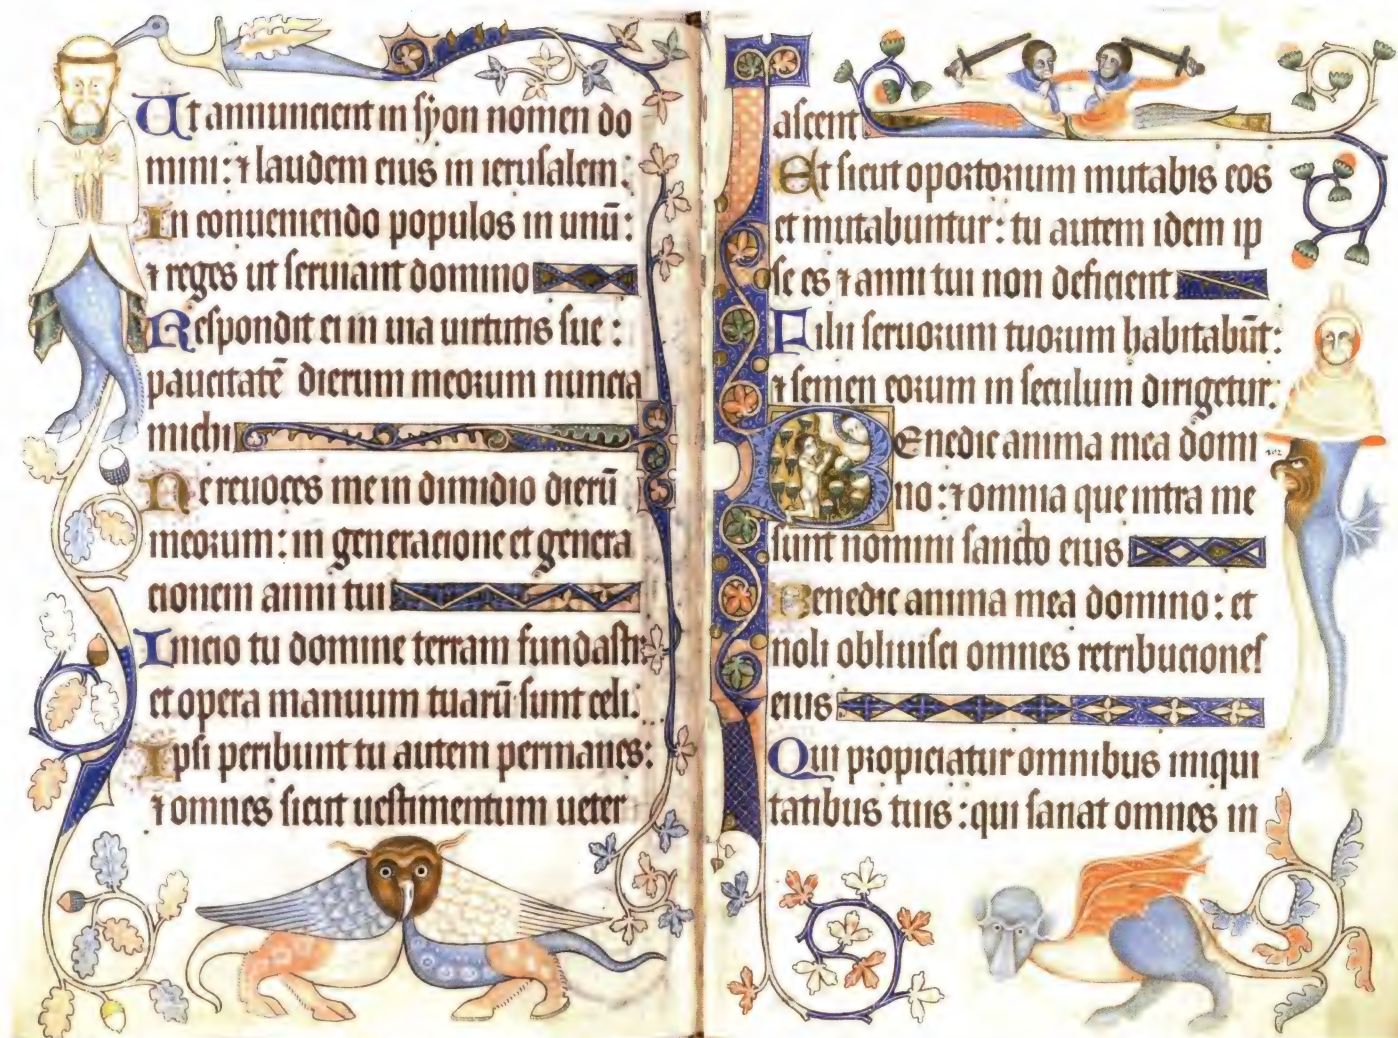 Ut annuncient in syon nomen do
mini: ⁊ laudem eius in ierusalem:
In conueniendo populos in unū:
⁊ reges ut seruiant domino
Respondit ei in uia uirtutis sue:
paucitatē dierum meorum nuncia
michi
Ne reuoces me in dimidio dierū
meorum: in generacione et genera
cionem anni tui
Inicio tu domine terram fundasti:
et opera manuum tuarū sunt celi.
Ipsi peribunt tu autem permanes:
⁊ omnes sicut uestimentum ueter
ascent
Et sicut oportorium mutabis eos
et mutabuntur: tu autem idem ip
se es ⁊ anni tui non deficient
Filii seruorum tuorum habitabūt:
⁊ semen eorum in seculum dirigetur:
Benedic anima mea domi
no: ⁊ omnia que intra me
sunt nomini sancto eius
Benedic anima mea domino: et
noli obliuisci omnes retribuciones
eius
Qui propiciatur omnibus iniqui
tatibus tuis: qui sanat omnes in